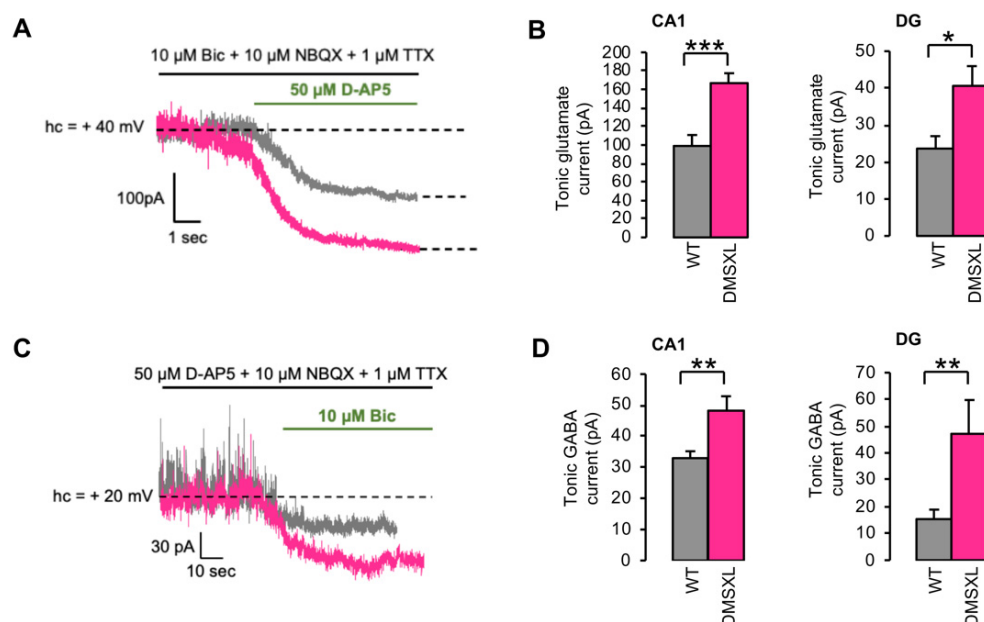 A
10 µM Bic + 10 µM NBQX + 1 µM TTX
50 µM D-AP5
hc = + 40 mV
100pA
1 sec
B
CA1
***
Tonic glutamate
current (pA)
200
180
160
140
120
100
80
60
40
20
0
WT
DMSXL
DG
*
Tonic glutamate
current (pA)
50
40
30
20
10
0
WT
DMSXL
C
50 µM D-AP5 + 10 µM NBQX + 1 µM TTX
10 µM Bic
hc = + 20 mV
30 pA
10 sec
D
CA1
**
Tonic GABA
current (pA)
60
50
40
30
20
10
0
WT
DMSXL
DG
**
Tonic GABA
current (pA)
70
60
50
40
30
20
10
0
WT
DMSXL